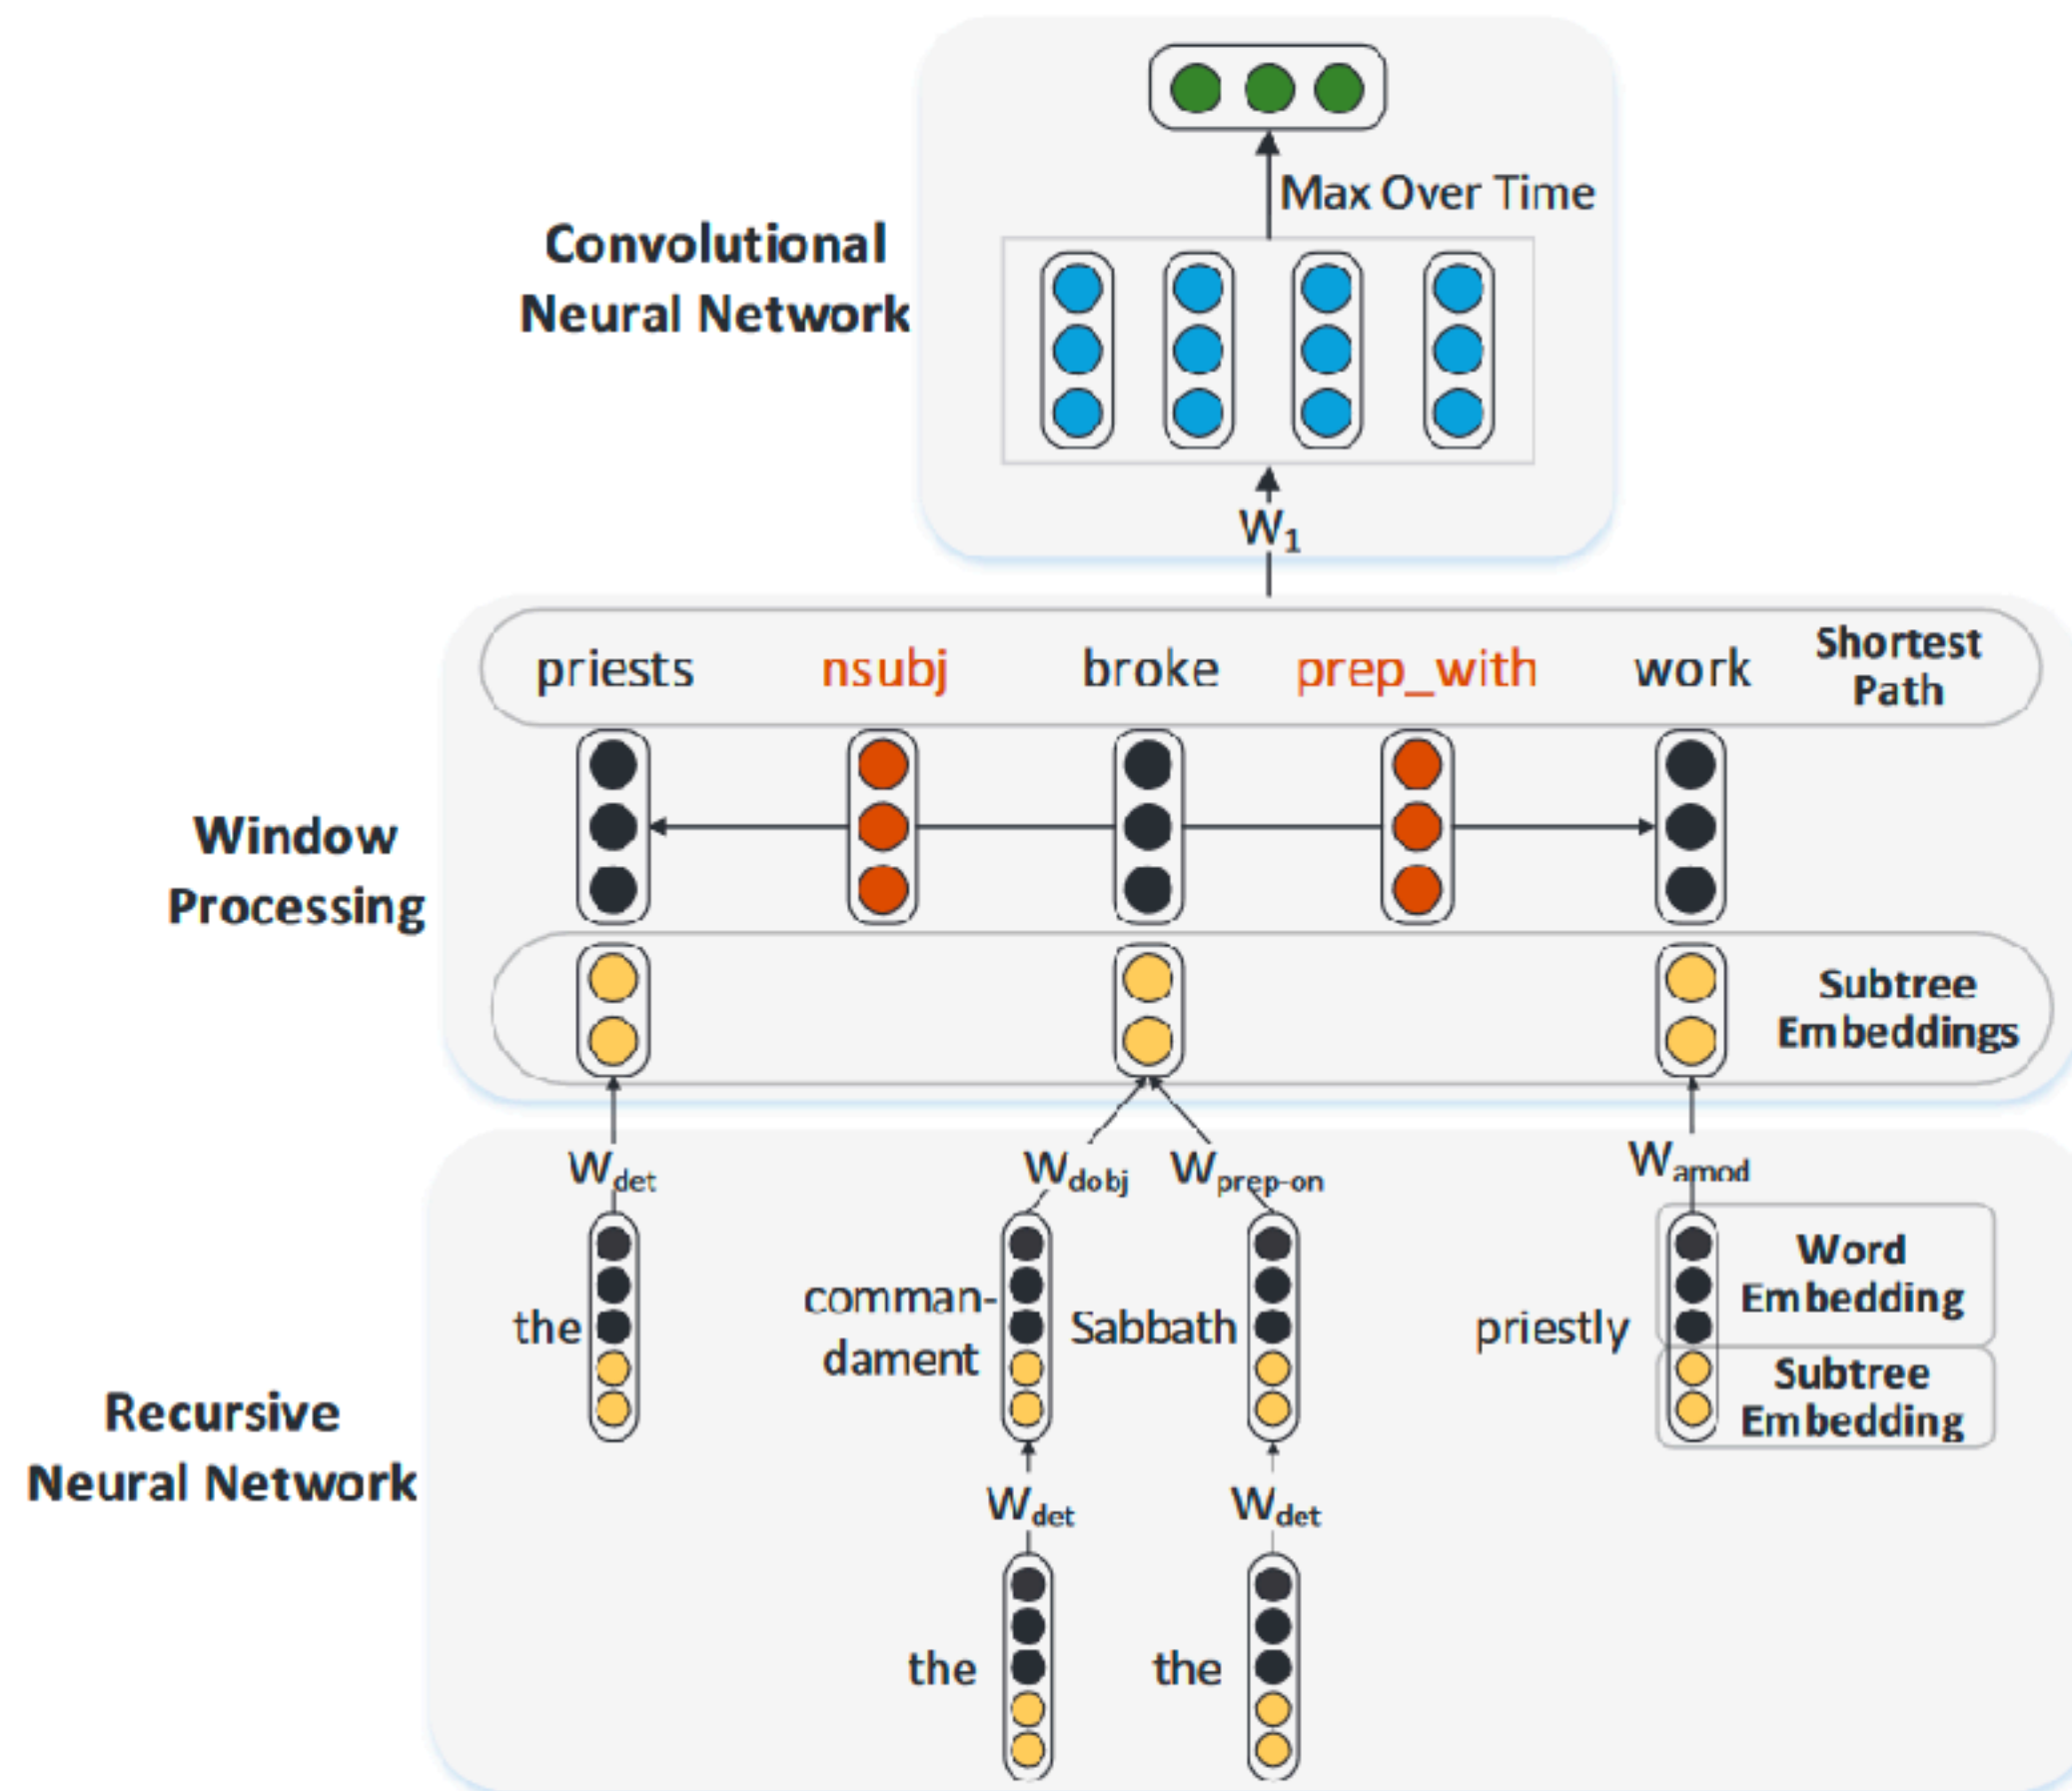 Max Over Time
Convolutional
Neural Network
W1
priests nsubj broke prep_with work Shortest
Path
Window
Processing
Subtree
Embeddings
Wdet Wdobj Wprep-on Wamod
Word
Embedding
the comman-
dament Sabbath priestly
Subtree
Embedding
Recursive
Neural Network
Wdet Wdet
the the